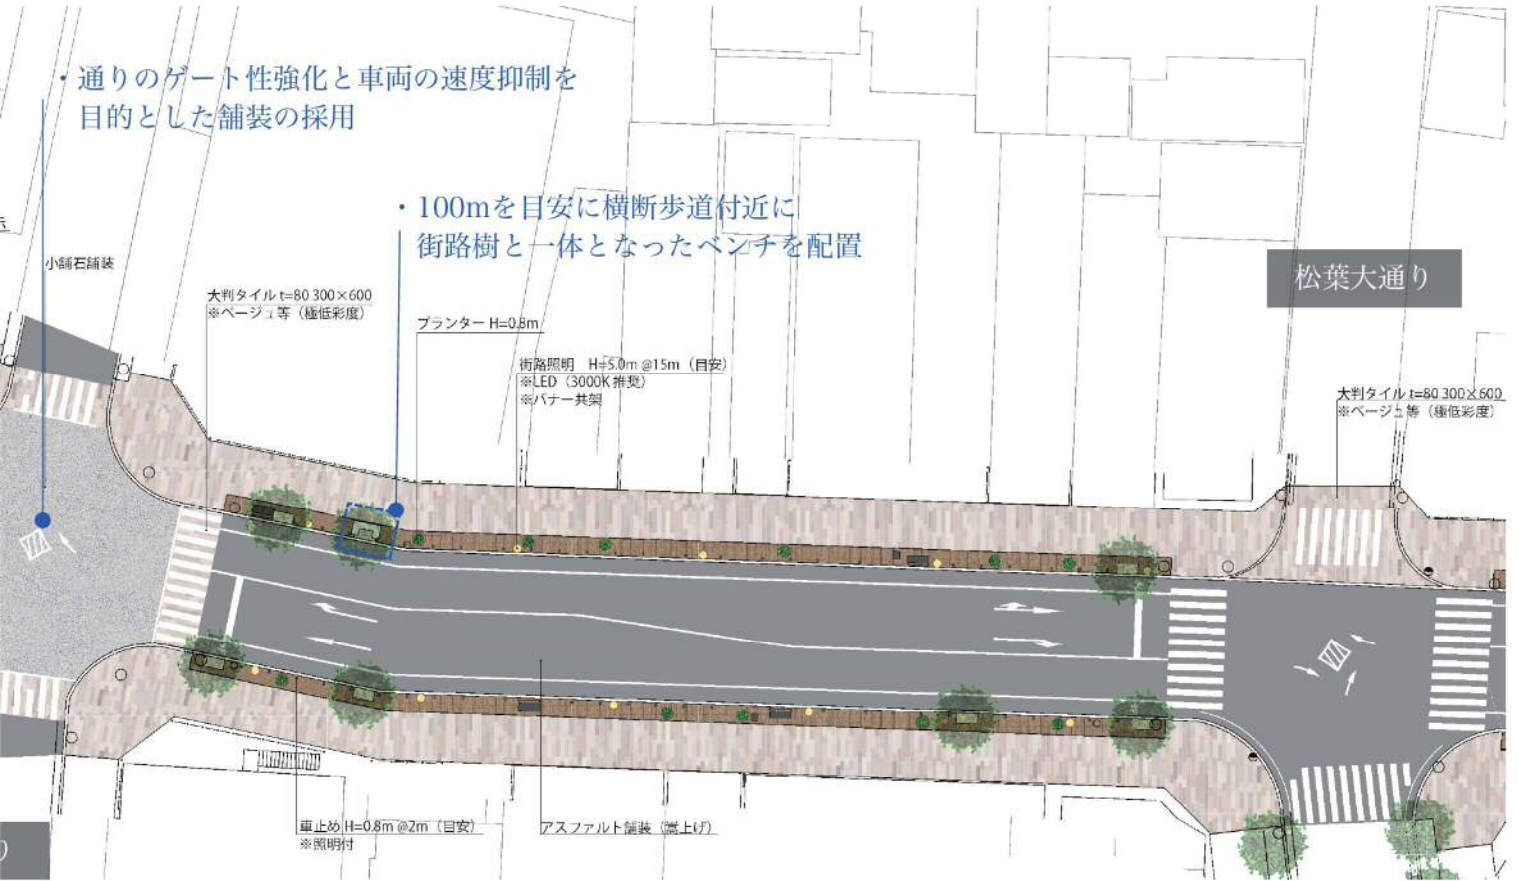 ・通りのゲート性強化と車両の速度抑制を
目的とした舗装の採用
・100mを目安に横断歩道付近に
街路樹と一体となったベンチを配置
小舗石舗装
大判タイル t=80 300×600
※ベージュ等（極低彩度）
プランター H=0.8m
街路照明 H=5.0m @15m（目安）
※LED（3000K 推奨）
※バナー共架
松葉大通り
大判タイル t=80 300×600
※ベージュ等（極低彩度）
車止め H=0.8m @2m（目安）
※照明付
アスファルト舗装（嵩上げ）
り